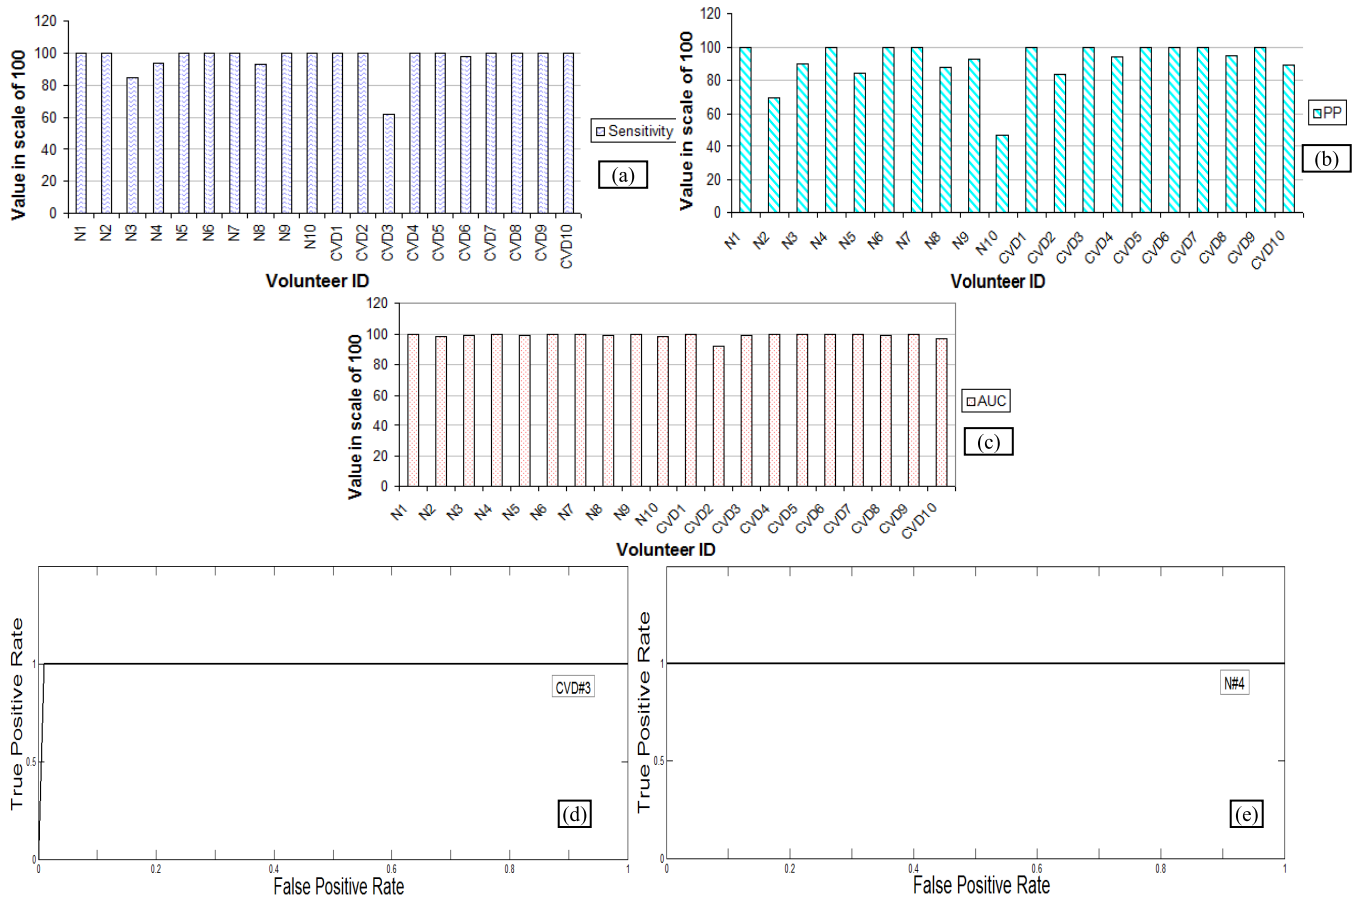 120
100
80
60
40
20
0
Value in scale of 100
N1 N2 N3 N4 N5 N6 N7 N8 N9 N10 CVD1 CVD2 CVD3 CVD4 CVD5 CVD6 CVD7 CVD8 CVD9 CVD10
Volunteer ID
Sensitivity
(a)
120
100
80
60
40
20
0
Value in scale of 100
N1 N2 N3 N4 N5 N6 N7 N8 N9 N10 CVD1 CVD2 CVD3 CVD4 CVD5 CVD6 CVD7 CVD8 CVD9 CVD10
Volunteer ID
PP
(b)
120
100
80
60
40
20
0
Value in scale of 100
N1 N2 N3 N4 N5 N6 N7 N8 N9 N10 CVD1 CVD2 CVD3 CVD4 CVD5 CVD6 CVD7 CVD8 CVD9 CVD10
Volunteer ID
AUC
(c)
True Positive Rate
1
0.5
0
CVD#3
(d)
0 0.2 0.4 0.6 0.8 1
False Positive Rate
True Positive Rate
1
0.5
0
N#4
(e)
0 0.2 0.4 0.6 0.8 1
False Positive Rate